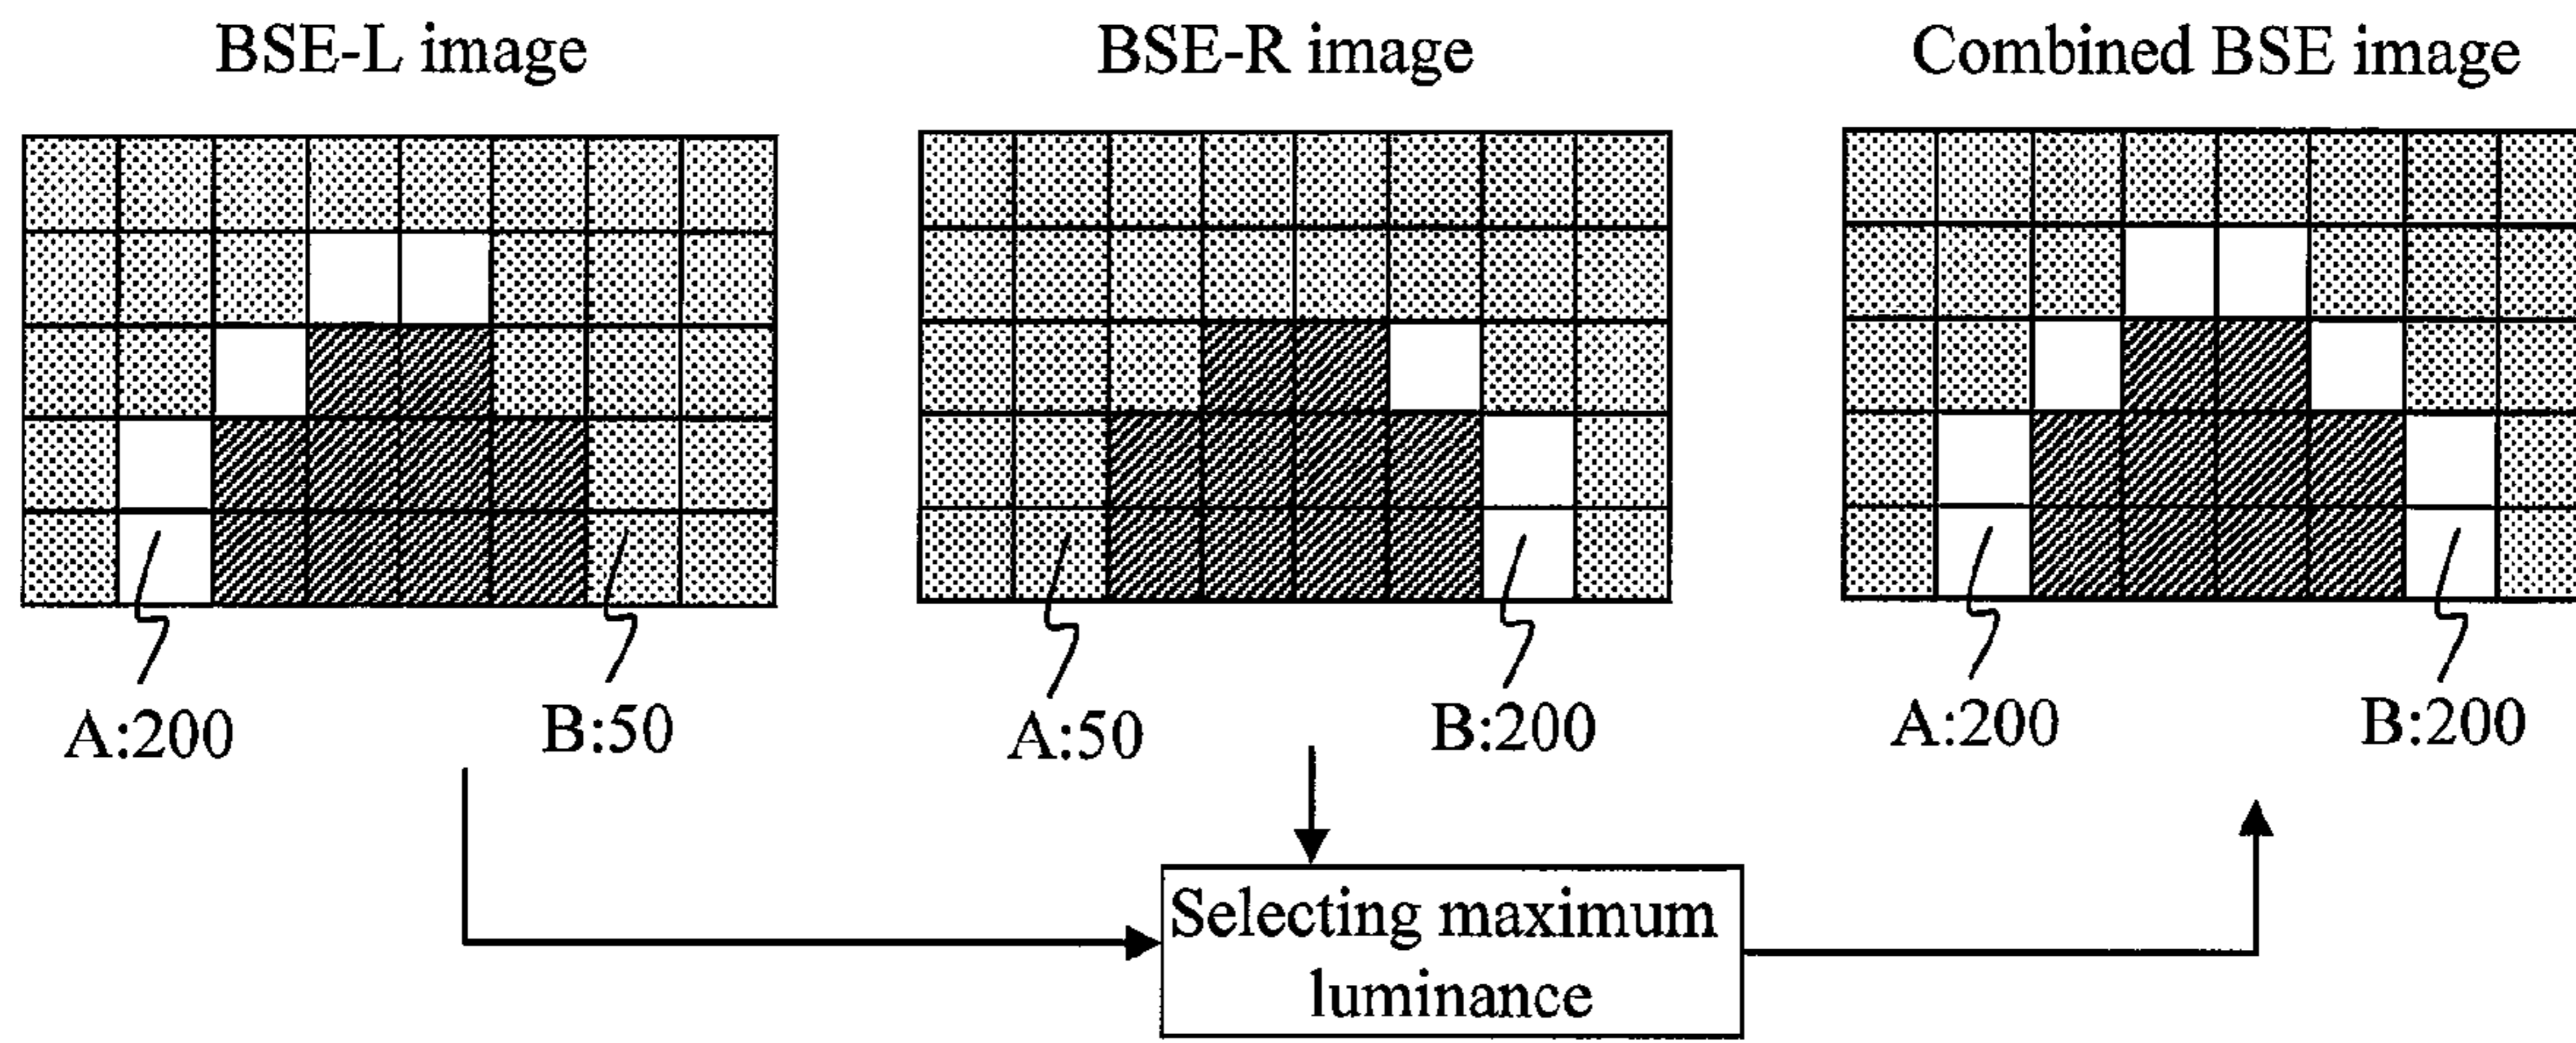 BSE-L image
BSE-R image
Combined BSE image
A:200
B:50
A:50
B:200
A:200
B:200
Selecting maximum
luminance